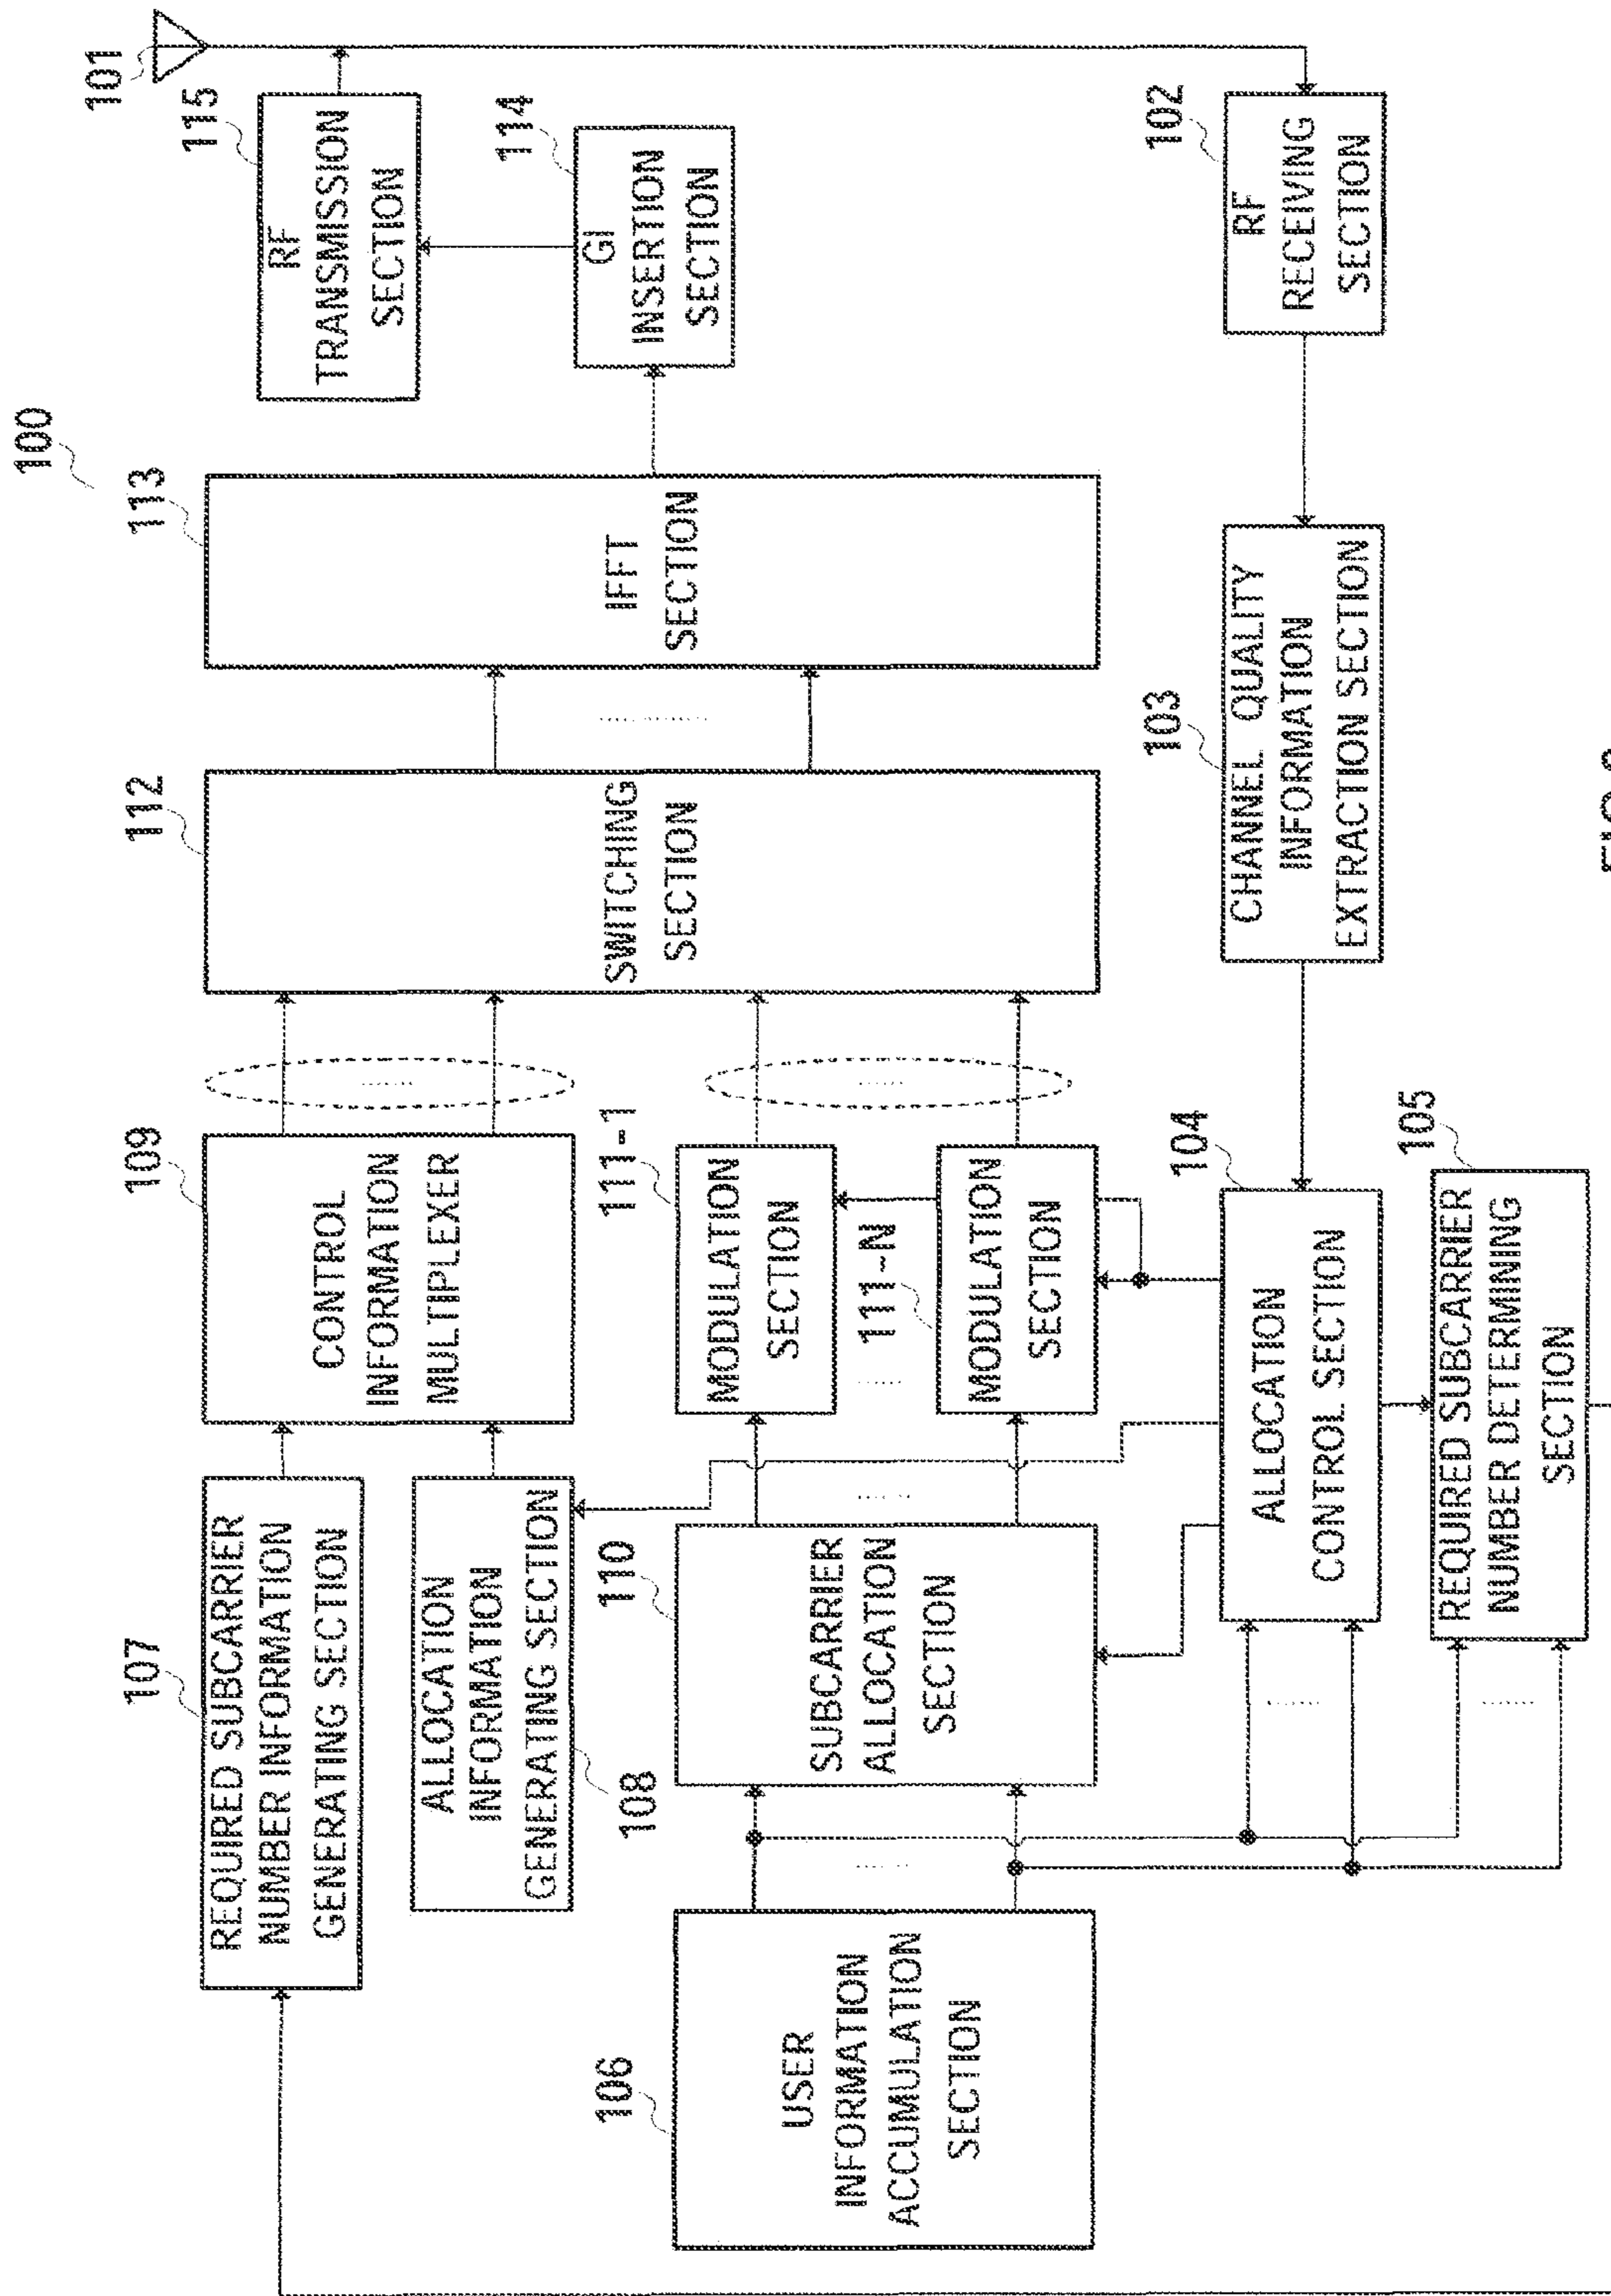 100
101
115
RF
TRANSMISSION
SECTION
114
GI
INSERTION
SECTION
113
IFFT
SECTION
112
SWITCHING
SECTION
109
CONTROL
INFORMATION
MULTIPLEXER
107
REQUIRED SUBCARRIER
NUMBER INFORMATION
GENERATING SECTION
ALLOCATION
INFORMATION
GENERATING SECTION
108
111-1
MODULATION
SECTION
111-N
MODULATION
SECTION
110
SUBCARRIER
ALLOCATION
SECTION
106
USER
INFORMATION
ACCUMULATION
SECTION
102
RF
RECEIVING
SECTION
103
CHANNEL QUALITY
INFORMATION
EXTRACTION SECTION
104
ALLOCATION
CONTROL SECTION
105
REQUIRED SUBCARRIER
NUMBER DETERMINING
SECTION